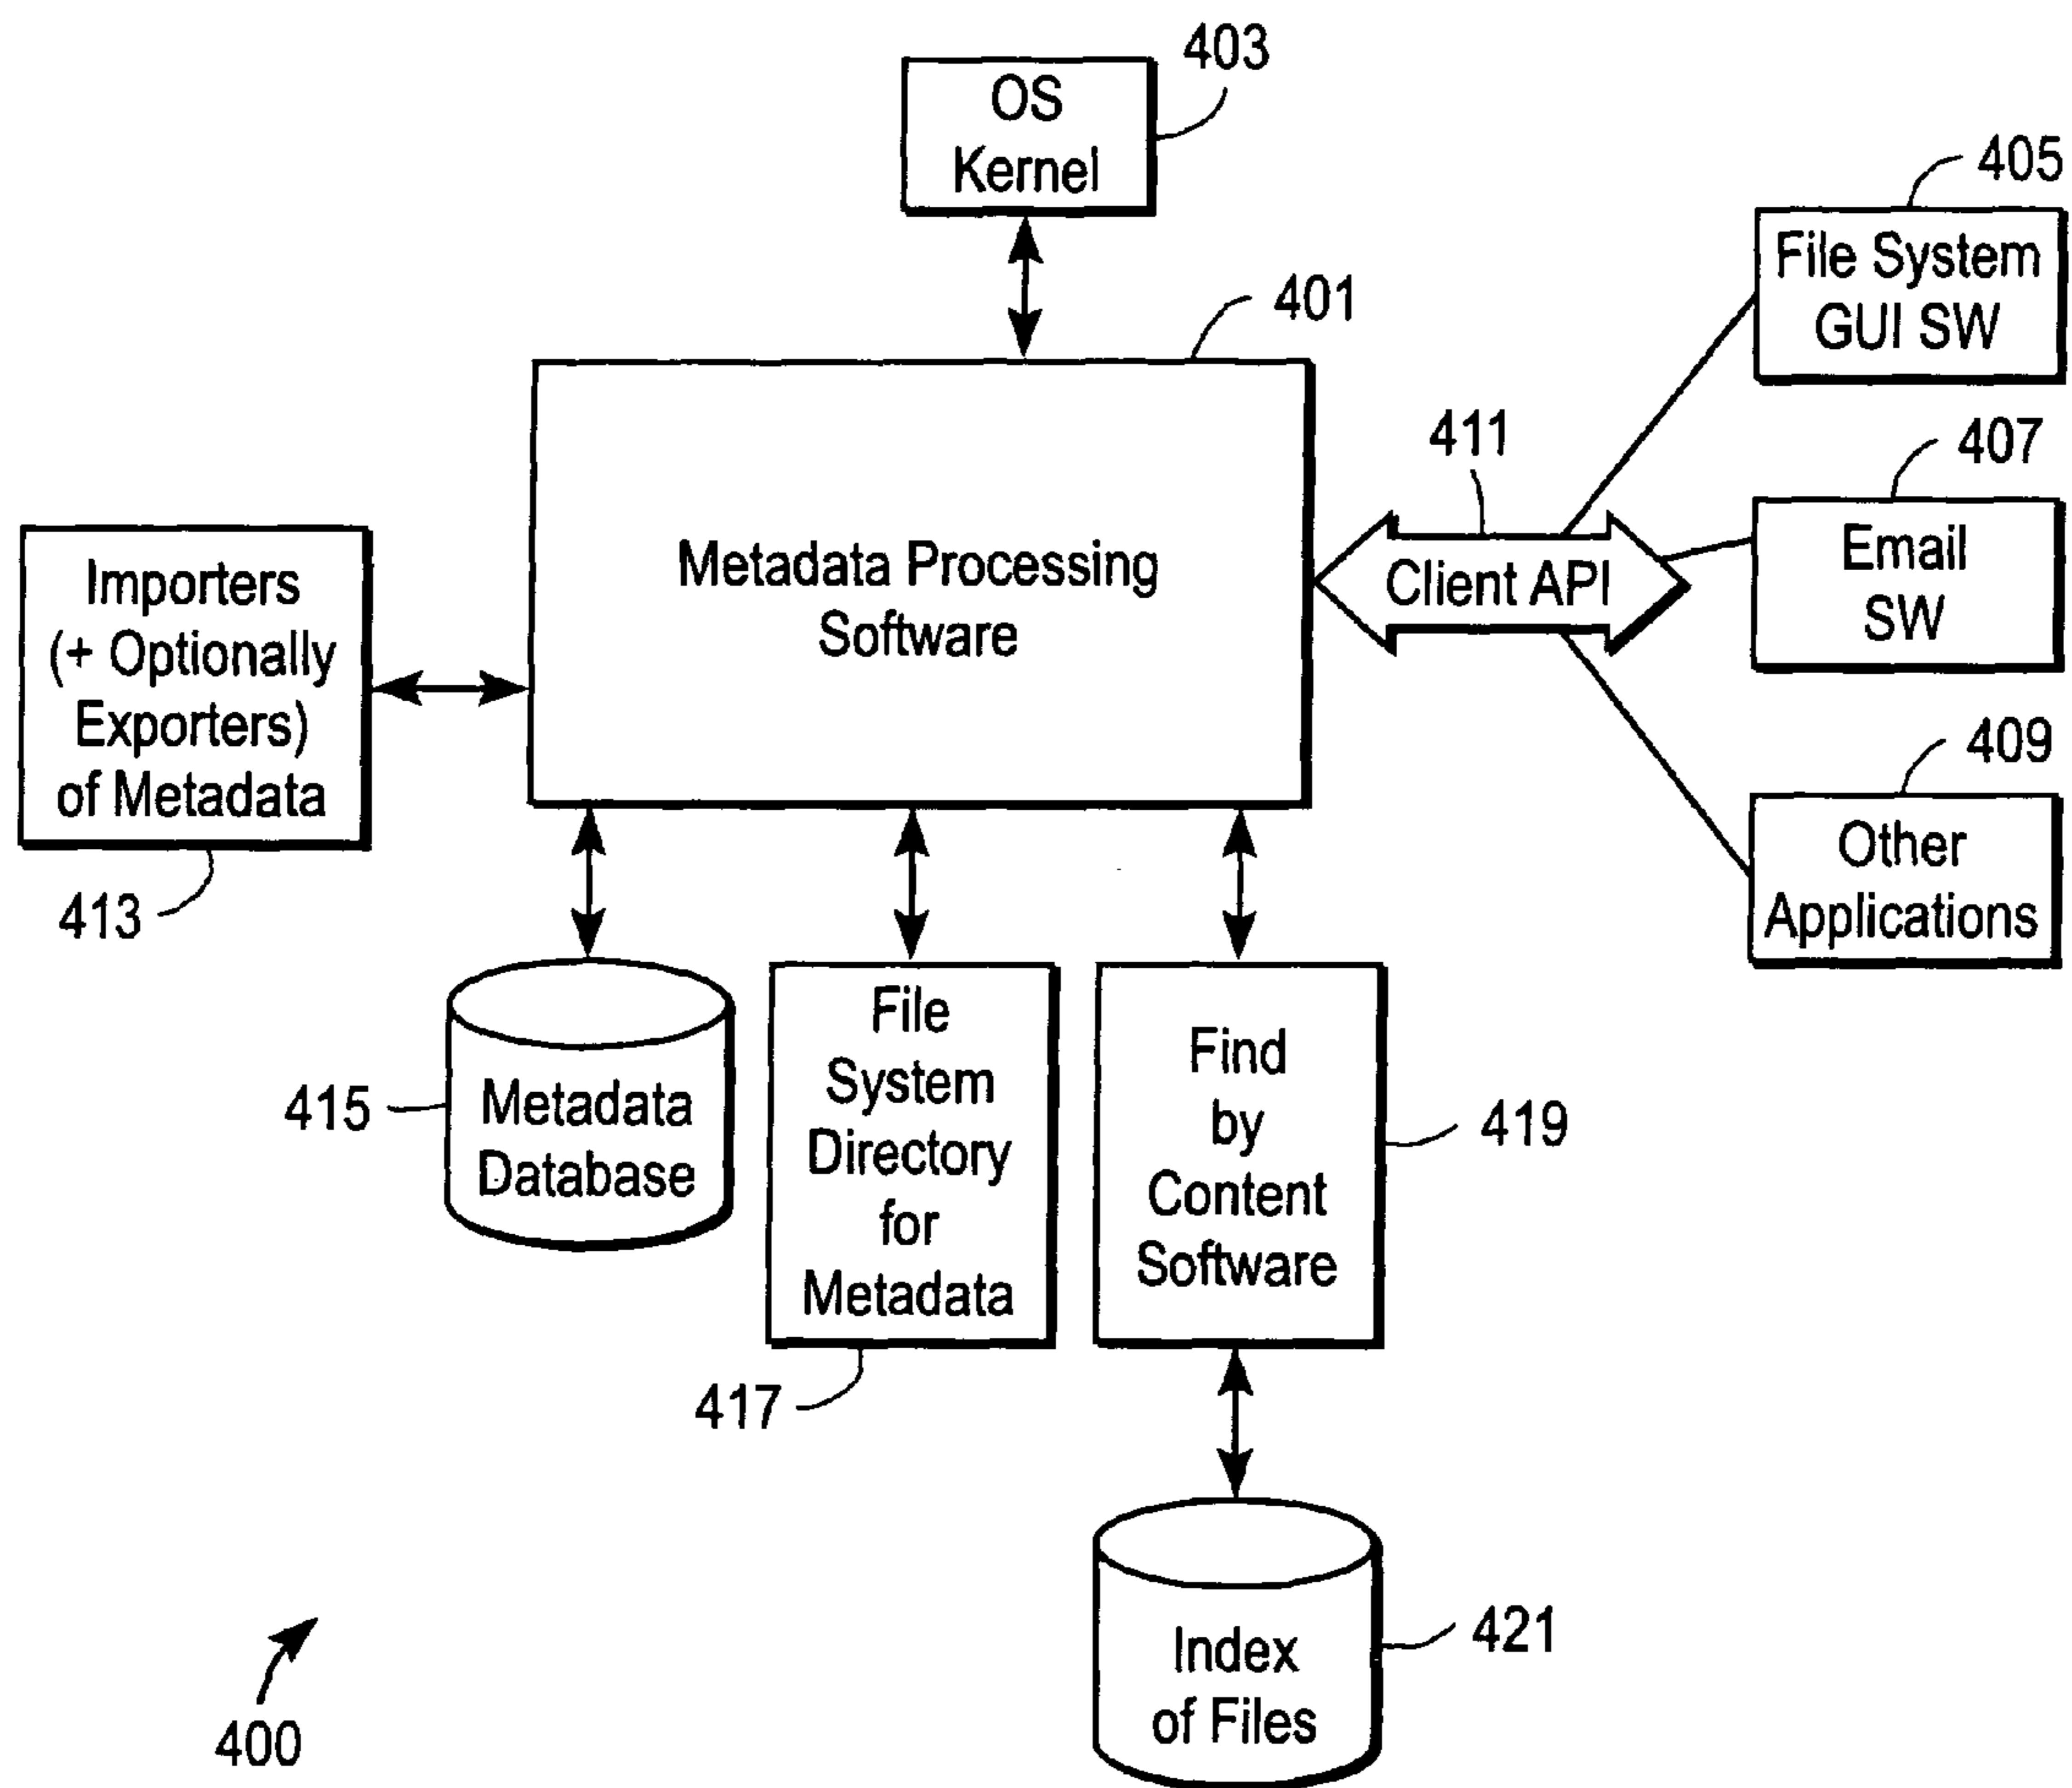 403
OS
Kernel
405
File System
GUI SW
401
411
407
Metadata Processing
Software
Client API
Email
SW
Importers
(+ Optionally
Exporters)
of Metadata
413
409
Other
Applications
415
Metadata
Database
File
System
Directory
for
Metadata
417
Find
by
Content
Software
419
421
Index
of Files
400